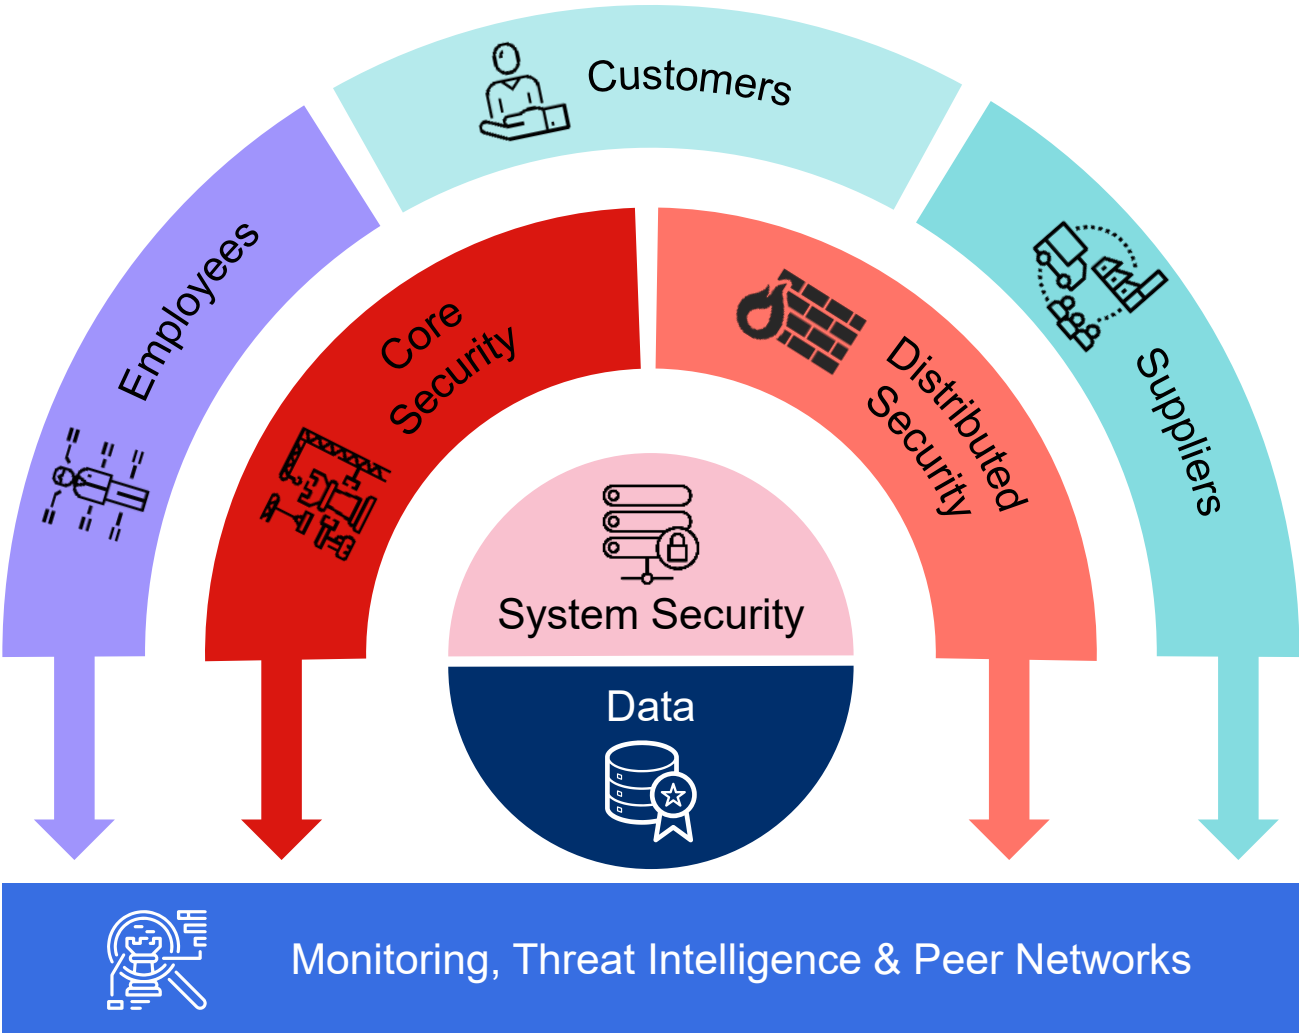 Customers
Employees
Suppliers
Core
Security
Distributed
Security
System Security
Data
Monitoring, Threat Intelligence & Peer Networks